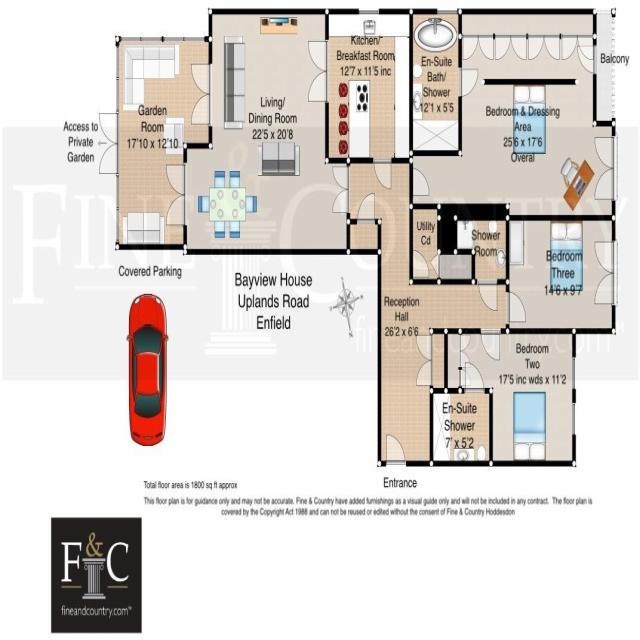 Kitchen/
Breakfast Room
12'7 x 11'5 inc
En-Suite
Bath/
Shower
12'1 x 5'5
Balcony
Garden
Room
17'10 x 12'10
Living/
Dining Room
22'5 x 20'8
Bedroom & Dressing
Area
25'6 x 17'6
Overal
Access to
Private
Garden
FINE & COUNTRY
fineandcountry.com™
Utility
Cd
Shower
Room
Bedroom
Three
14'6 x 9'7
Covered Parking
Bayview House
Uplands Road
Enfield
Reception
Hall
26'2 x 6'6
Bedroom
Two
17'5 inc wds x 11'2
En-Suite
Shower
7' x 5'2
Entrance
Total floor area is 1800 sq ft approx
This floor plan is for guidance only and may not be accurate. Fine & Country have added furnishings as a visual guide only and will not be included in any contract. The floor plan is
covered by the Copyright Act 1988 and can not be reused or edited without the consent of Fine & Country Hoddesdon
F&C
fineandcountry.com™